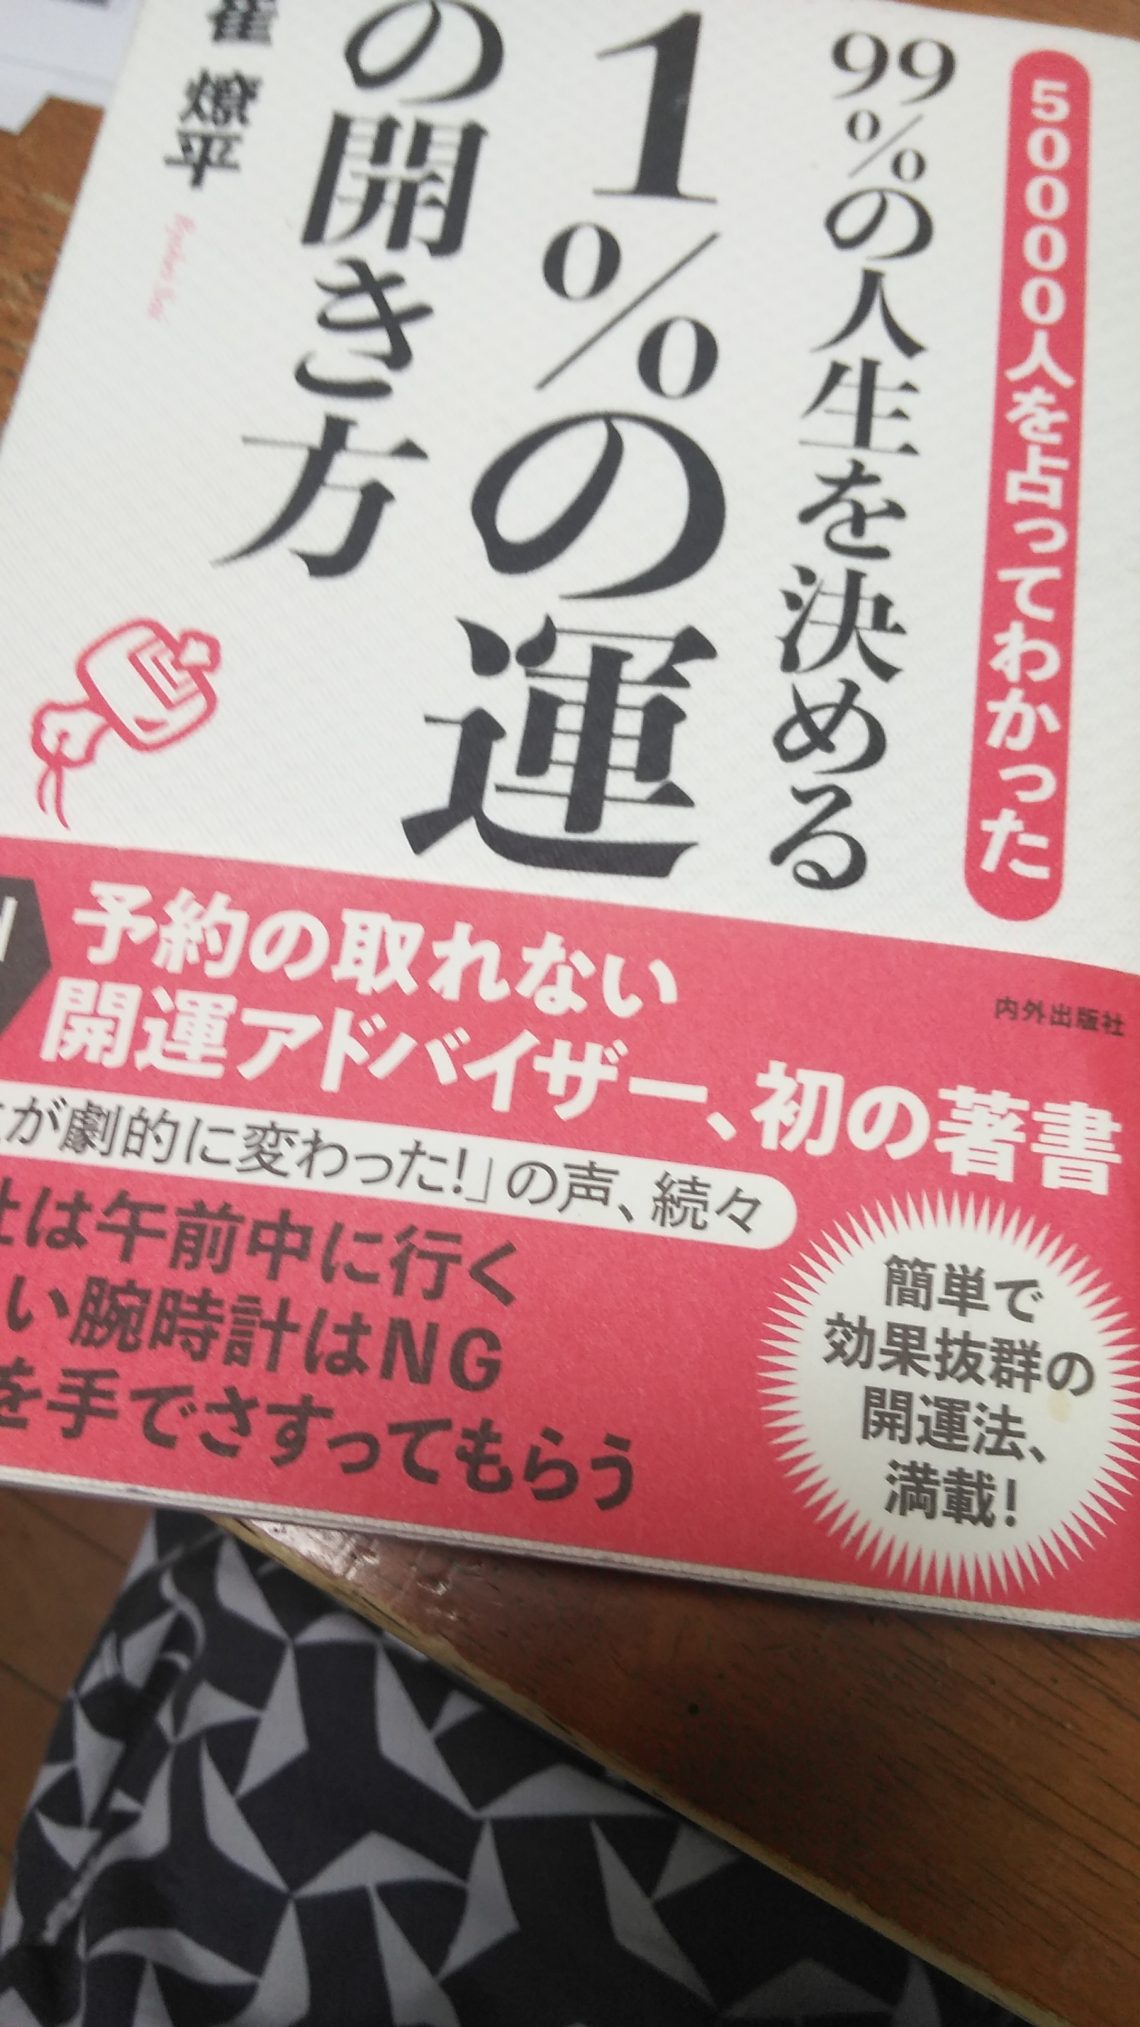 50000人を占ってわかった
99%の人生を決める
1%の運
の開き方
崔 燎平
内外出版社
予約の取れない
開運アドバイザー、初の著書
が劇的に変わった!」の声、続々
は午前中に行く
い腕時計はNG
を手でさすってもらう
簡単で
効果抜群の
開運法、
満載!